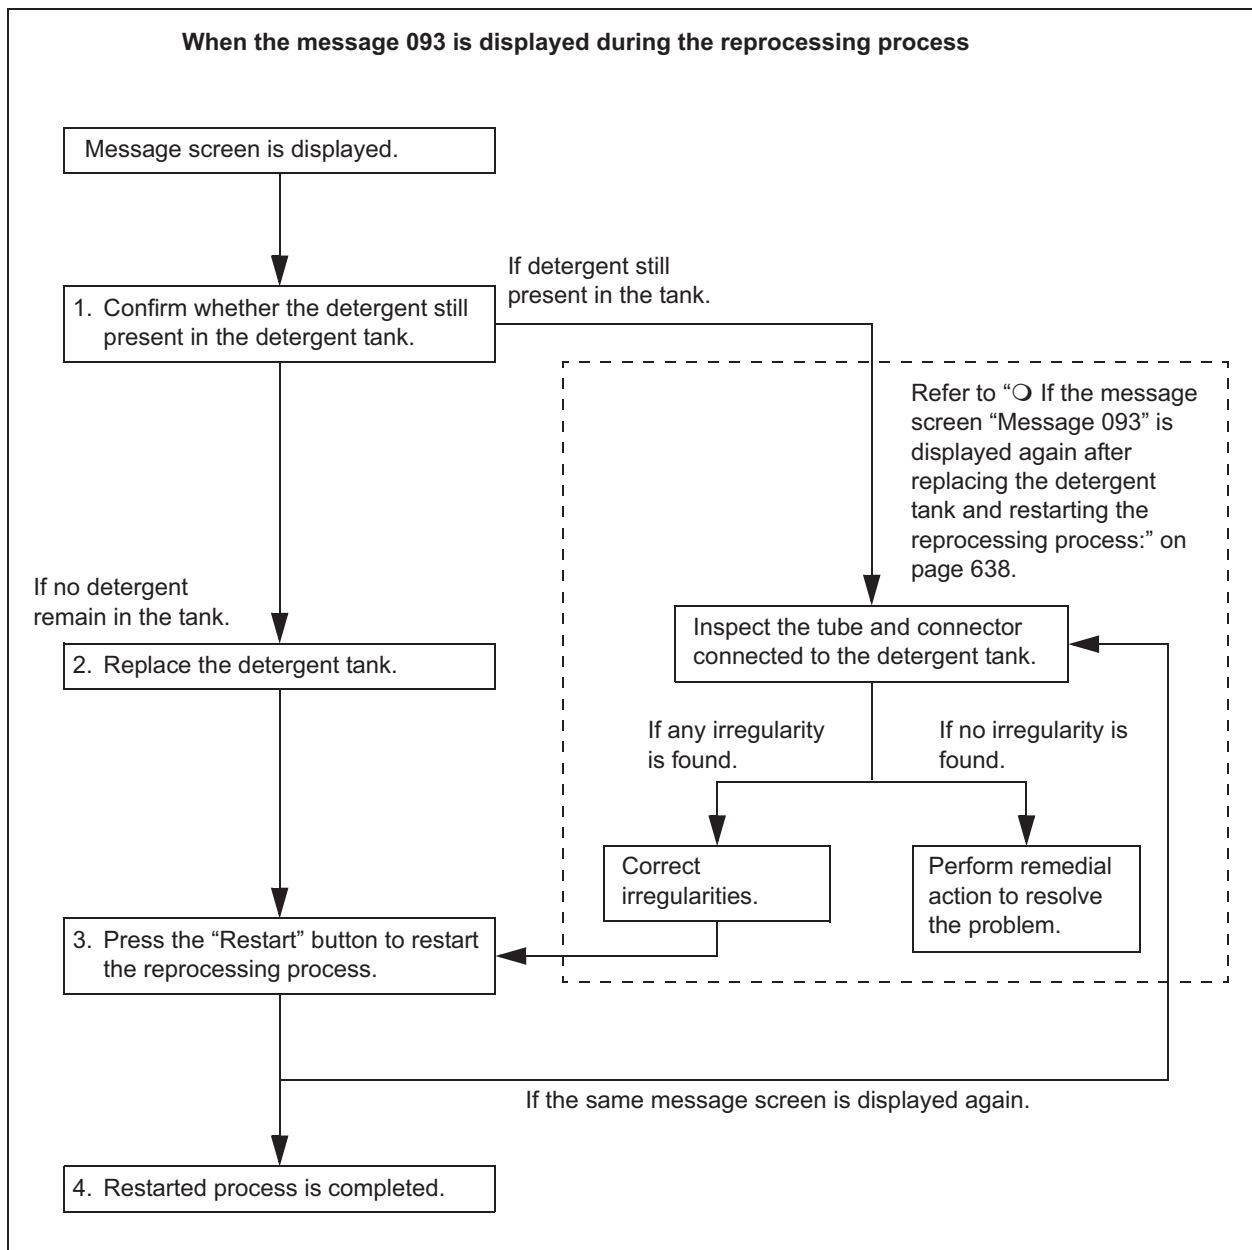 When the message 093 is displayed during the reprocessing process
Message screen is displayed.
If detergent still
present in the tank.
1. Confirm whether the detergent still
present in the detergent tank.
Refer to “❍ If the message
screen “Message 093” is
displayed again after
replacing the detergent
tank and restarting the
reprocessing process:” on
page 638.
If no detergent
remain in the tank.
2. Replace the detergent tank.
Inspect the tube and connector
connected to the detergent tank.
If any irregularity
is found.
If no irregularity is
found.
Correct
irregularities.
Perform remedial
action to resolve
the problem.
3. Press the “Restart” button to restart
the reprocessing process.
If the same message screen is displayed again.
4. Restarted process is completed.